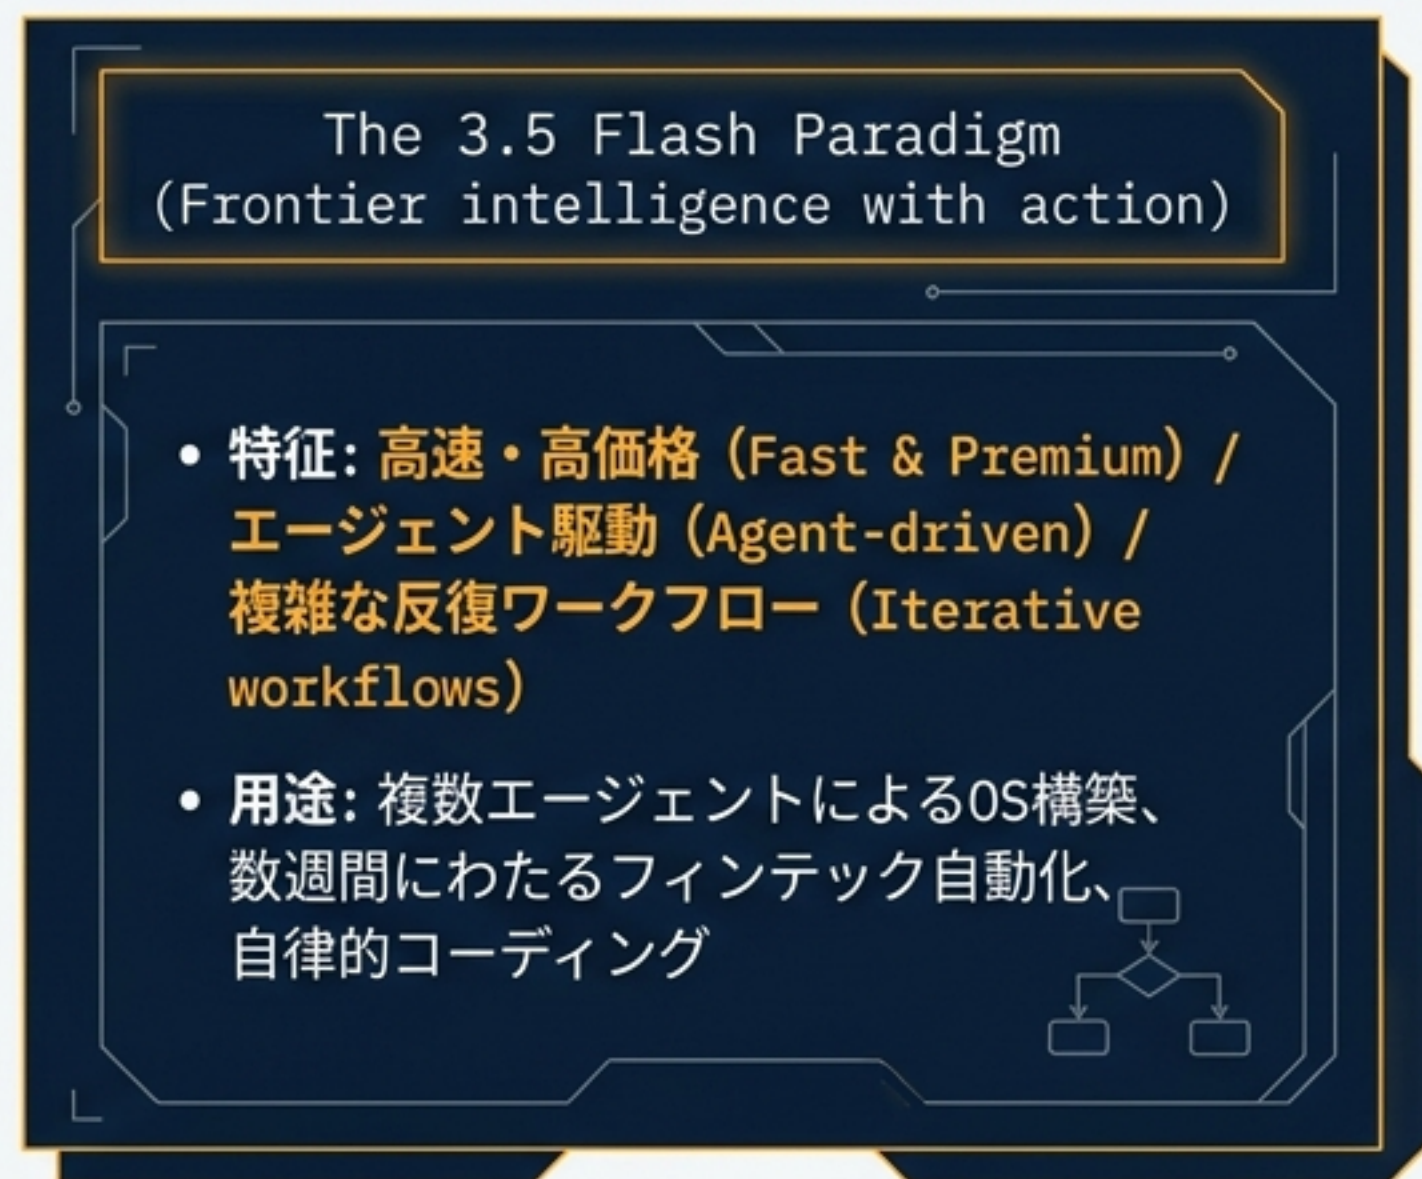 The 3.5 Flash Paradigm
(Frontier intelligence with action)
• 特征: 高速・高価格（Fast & Premium）/
エージェント駆動（Agent-driven）/
複雑な反復ワークフロー（Iterative
workflows）
• 用途: 複数エージェントによるOS構築、
数週間にわたるフィンテック自動化、
自律的コーディング